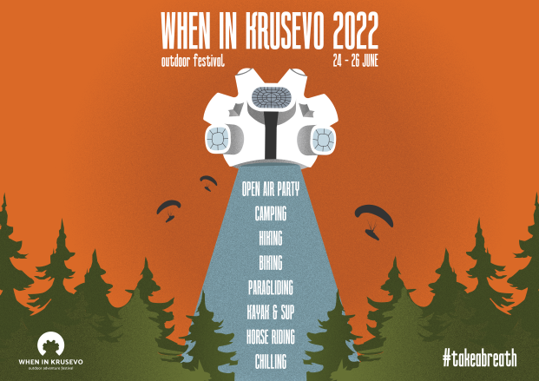 WHEN IN KRUSEVO 2022
outdoor festival
24 - 26 JUNE
OPEN AIR PARTY
CAMPING
HIKING
BIKING
PARAGLIDING
KAYAK & SUP
HORSE RIDING
CHILLING
WHEN IN KRUSEVO
outdoor adventure festival
#takeabreath